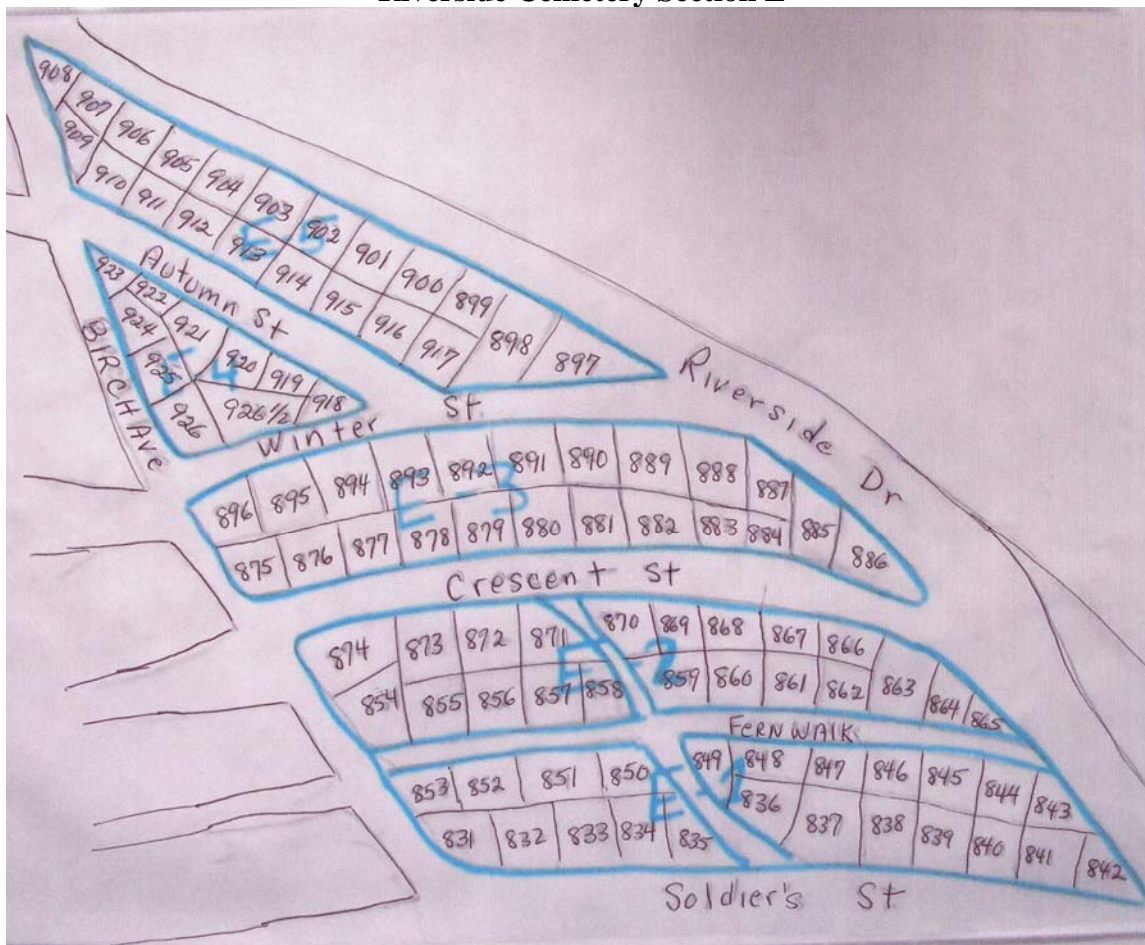 Riverside Cemetery Section E
908
907 906 905 904 903 902 901 900 899 898 897
909 910 911 912 913 914 915 916 917
E 5
Autumn St
923 922 921 920 919 918
924 925 926 926 1/2
E 4
BIRCH Ave
Winter St.
Riverside Dr
896 895 894 893 892 891 890 889 888 887 885 886
875 876 877 878 879 880 881 882 883 884
E-3
Crescent St
874 873 872 871 870 869 868 867 866
854 855 856 857 858 859 860 861 862 863 864 865
E-2
FERN WALK
853 852 851 850 849 848 847 846 845 844 843
831 832 833 834 835 836 837 838 839 840 841 842
E-1
Soldier's St